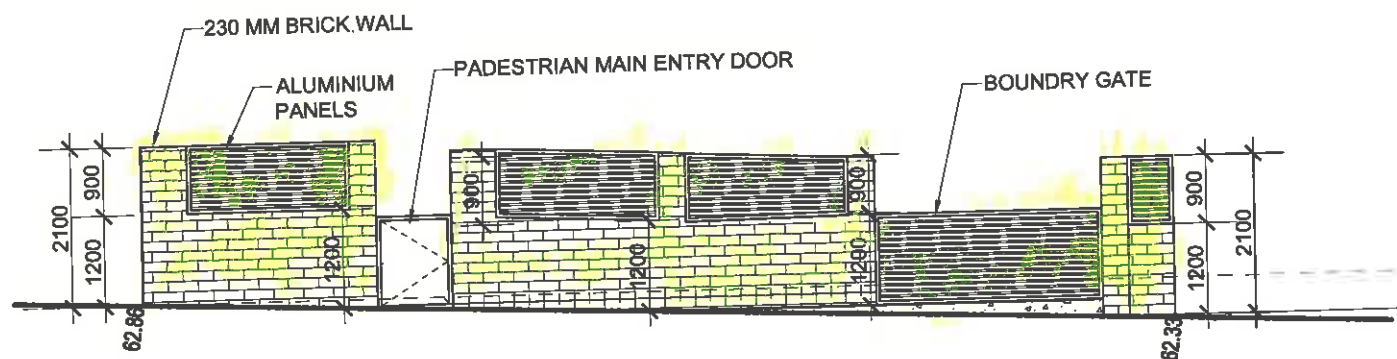 230 MM BRICK WALL
PADESTRIAN MAIN ENTRY DOOR
ALUMINIUM
PANELS
BOUNDRY GATE
2100
900
1200
1200
900
1200
900
1200
900
1200
2100
62.86
62.33